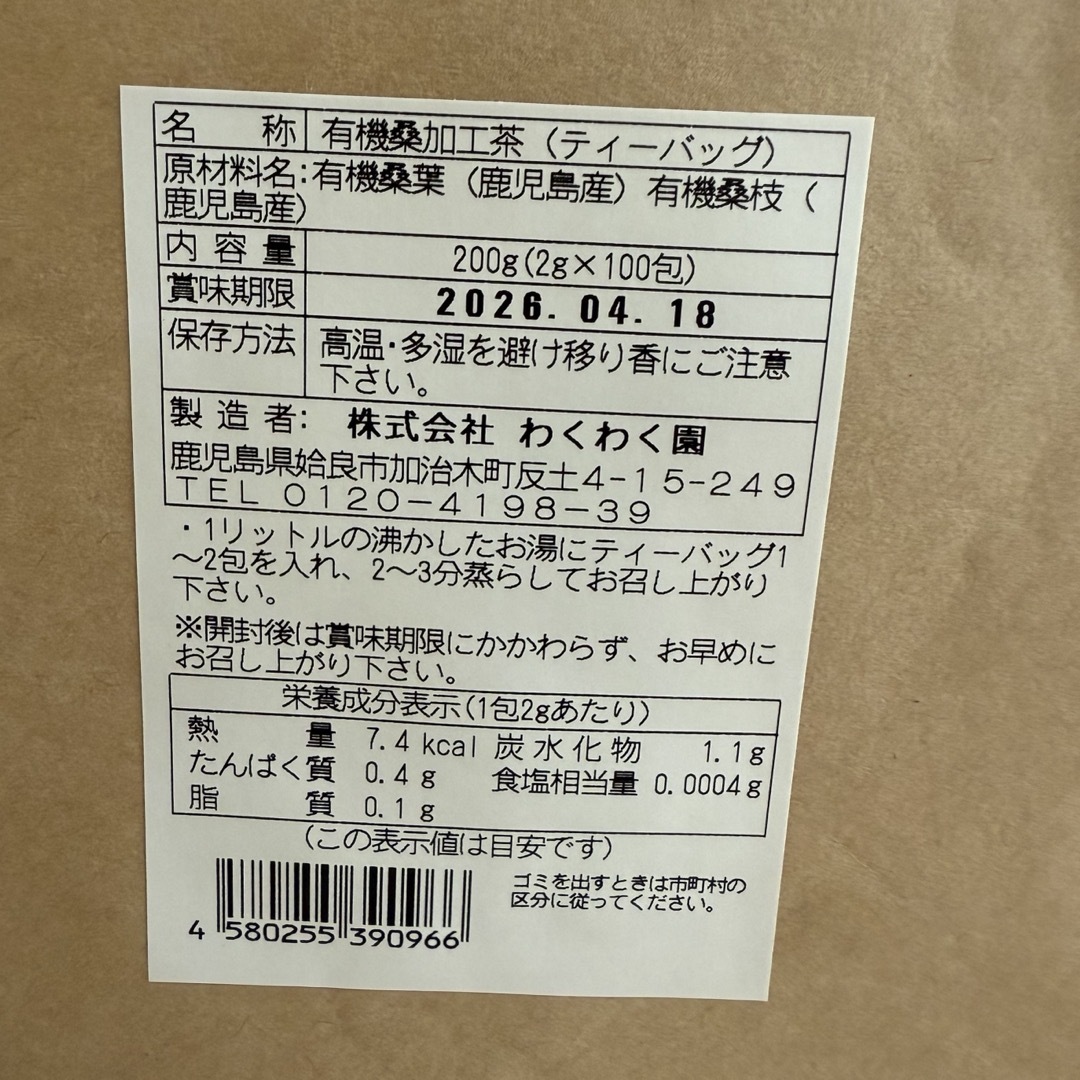 名 称 有機桑加工茶（ティーバッグ）
原材料名:有機桑葉（鹿児島産）有機桑枝（
鹿児島産）
内容量 200g(2g×100包)
賞味期限 2026.04.18
保存方法 高温・多湿を避け移り香にご注意
下さい。
製造者: 株式会社 わくわく園
鹿児島県姶良市加治木町反土4-15-249
TEL 0120-4198-39
・1リットルの沸かしたお湯にティーバッグ1
～2包を入れ、2～3分蒸らしてお召し上がり
下さい。
※開封後は賞味期限にかかわらず、お早めに
お召し上がり下さい。
栄養成分表示(1包2gあたり)
熱量 7.4 kcal 炭水化物 1.1g
たんぱく質 0.4 g 食塩相当量 0.0004g
脂質 0.1 g
(この表示値は目安です)
ゴミを出すときは市町村の
区分に従ってください。
4 580255 390966